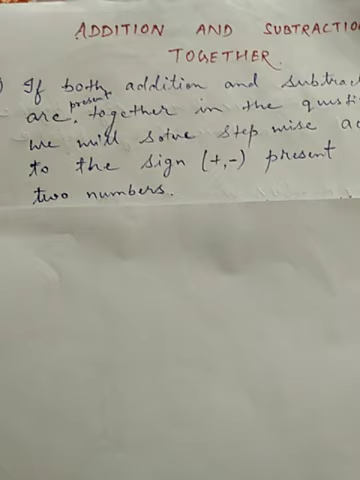 ADDITION AND SUBTRACTIO
TOGETHER.
) If both addition and subtrac
are present together in the questi
we will solve step wise ac
to the sign (+,-) present
two numbers.